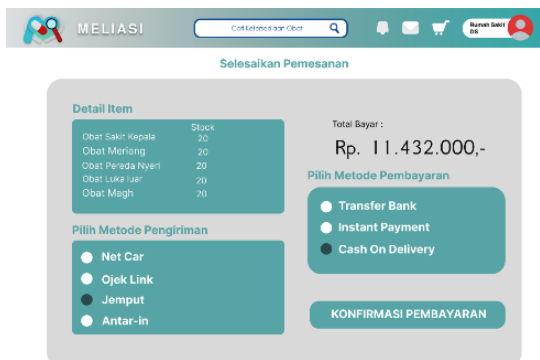 MELIASI
Cari Ketersediaan Obat
Rumah Sakit
DS
Selesaikan Pemesanan
Detail Item
Stock
Obat Sakit Kepala 20
Obat Meriang 20
Obat Pereda Nyeri 20
Obat Luka luar 20
Obat Magh 20
Pilih Metode Pengiriman
Net Car
Ojek Link
Jemput
Antar-in
Total Bayar :
Rp. 11.432.000,-
Pilih Metode Pembayaran
Transfer Bank
Instant Payment
Cash On Delivery
KONFIRMASI PEMBAYARAN